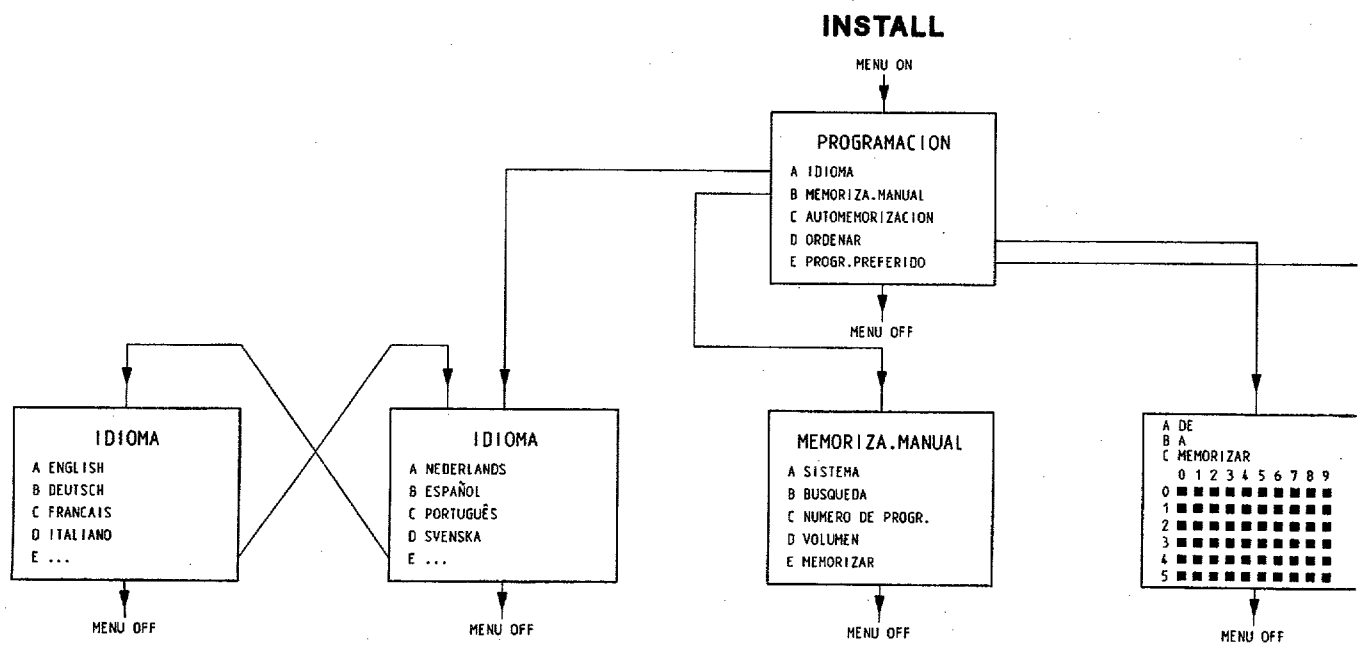 INSTALL
MENU ON
PROGRAMACION
A IDIOMA
B MEMORIZA.MANUAL
C AUTOMEMORIZACION
D ORDENAR
E PROGR.PREFERIDO
MENU OFF
IDIOMA
A ENGLISH
B DEUTSCH
C FRANCAIS
D ITALIANO
E ...
MENU OFF
IDIOMA
A NEDERLANDS
B ESPAÑOL
C PORTUGUÊS
D SVENSKA
E ...
MENU OFF
MEMORIZA.MANUAL
A SISTEMA
B BUSQUEDA
C NUMERO DE PROGR.
D VOLUMEN
E MEMORIZAR
MENU OFF
A DE
B A
C MEMORIZAR
0 1 2 3 4 5 6 7 8 9
0
1
2
3
4
5
MENU OFF